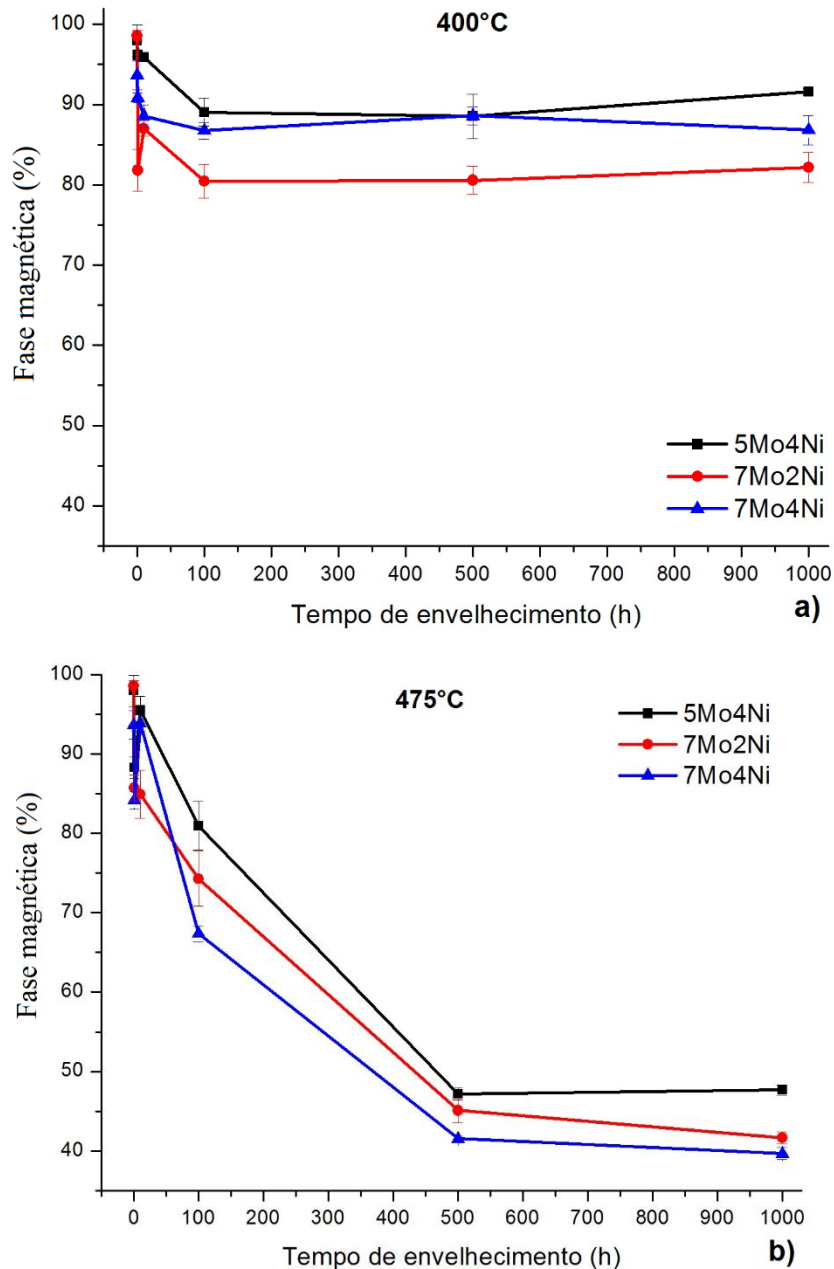 400°C
100
90
80
70
60
50
40
Fase magnética (%)
5Mo4Ni
7Mo2Ni
7Mo4Ni
0 100 200 300 400 500 600 700 800 900 1000
Tempo de envelhecimento (h)
a)
475°C
100
90
80
70
60
50
40
Fase magnética (%)
5Mo4Ni
7Mo2Ni
7Mo4Ni
0 100 200 300 400 500 600 700 800 900 1000
Tempo de envelhecimento (h)
b)